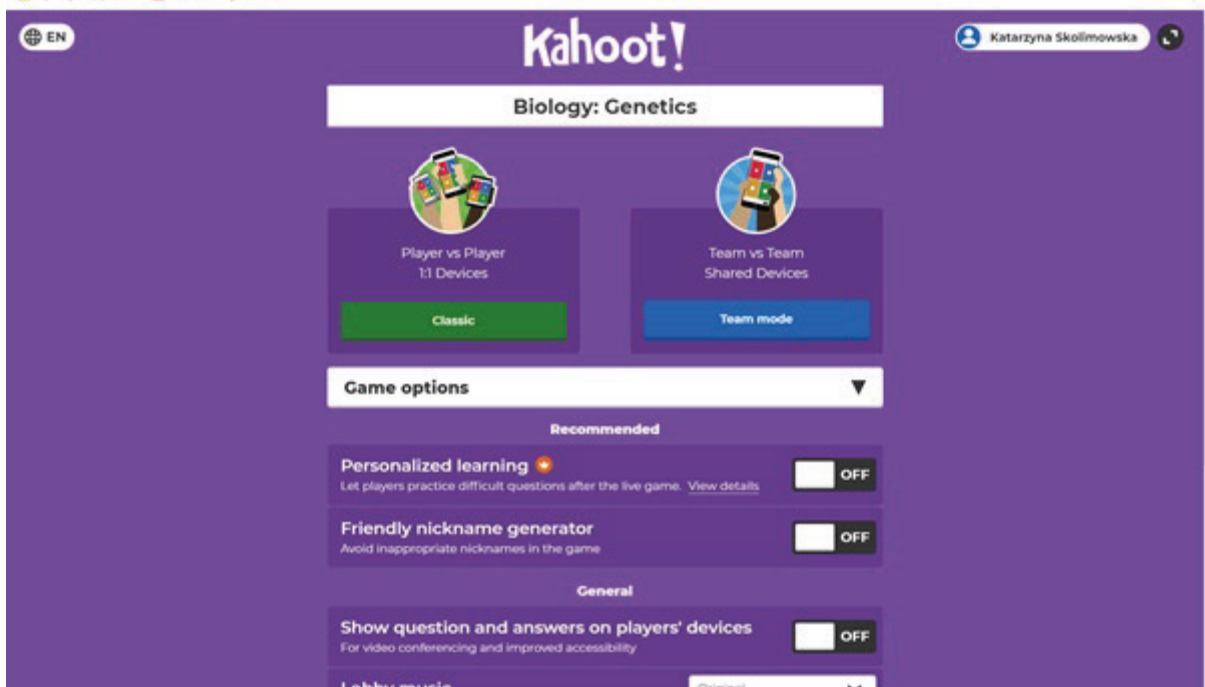 EN
Kahoot!
Katarzyna Skolimowska
Biology: Genetics
Player vs Player
1:1 Devices
Classic
Team vs Team
Shared Devices
Team mode
Game options
Recommended
Personalized learning
Let players practice difficult questions after the live game. View details
OFF
Friendly nickname generator
Avoid inappropriate nicknames in the game
OFF
General
Show question and answers on players' devices
For video conferencing and improved accessibility
OFF
Lobby music